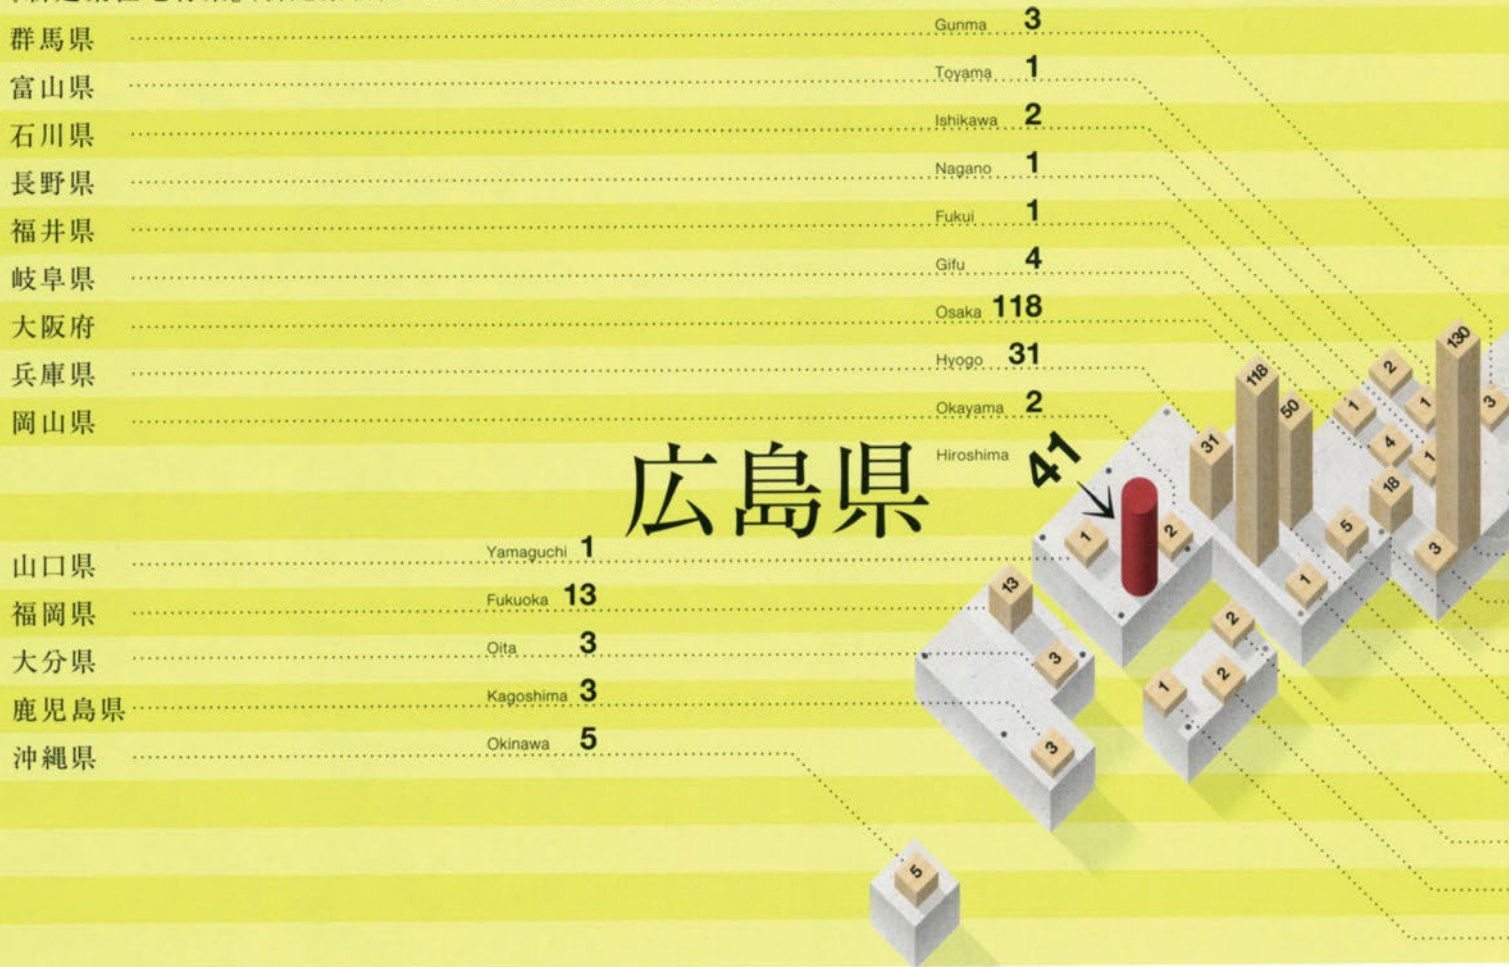 群馬県 Gunma 3
富山県 Toyama 1
石川県 Ishikawa 2
長野県 Nagano 1
福井県 Fukui 1
岐阜県 Gifu 4
大阪府 Osaka 118
兵庫県 Hyogo 31
岡山県 Okayama 2
広島県 Hiroshima 41
山口県 Yamaguchi 1
福岡県 Fukuoka 13
大分県 Oita 3
鹿児島県 Kagoshima 3
沖縄県 Okinawa 5
130
2
118
1
1
3
50
31
4
1
18
1
2
5
3
13
1
2
3
1
2
3
5